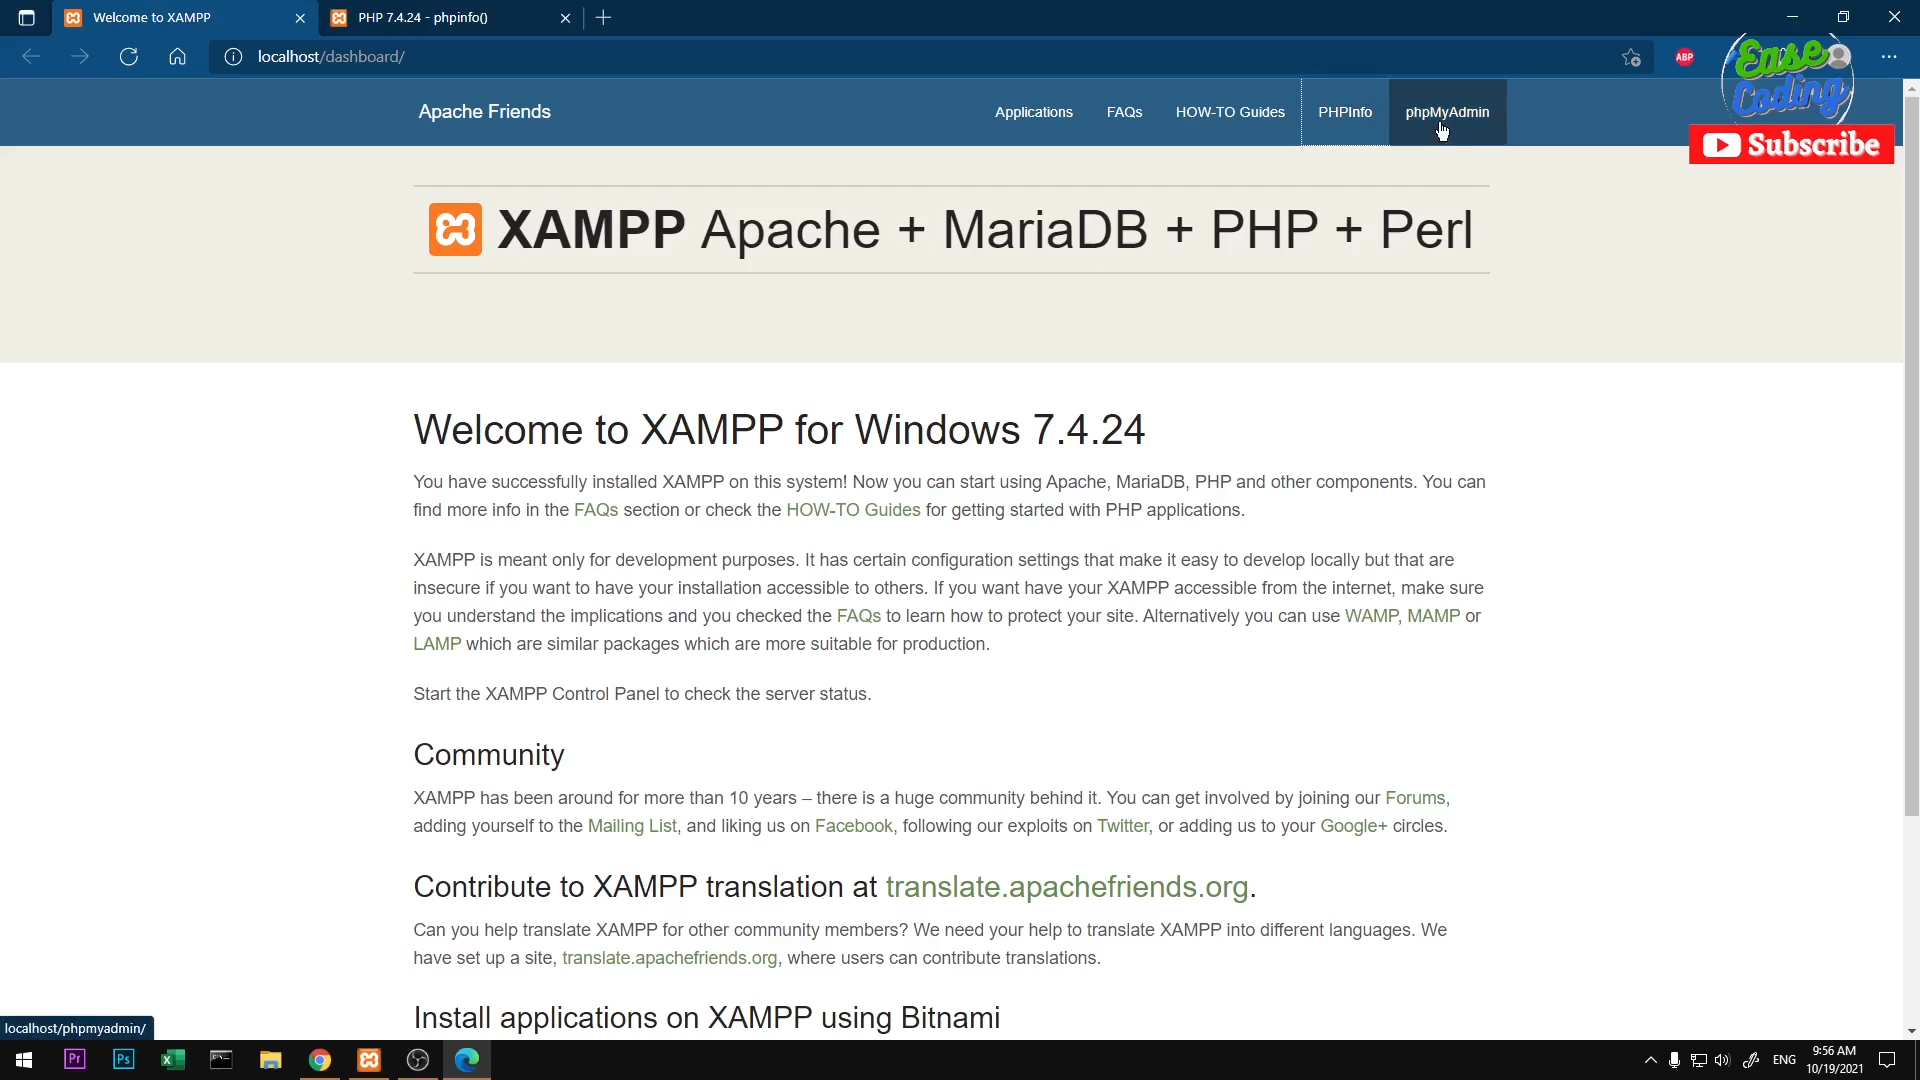 Welcome to XAMPP
PHP 7.4.24 - phpinfo()
localhost/dashboard/
ABP
Ease
Coding
Subscribe
Apache Friends
Applications
FAQs
HOW-TO Guides
PHPInfo
phpMyAdmin
XAMPP Apache + MariaDB + PHP + Perl
Welcome to XAMPP for Windows 7.4.24
You have successfully installed XAMPP on this system! Now you can start using Apache, MariaDB, PHP and other components. You can
find more info in the FAQs section or check the HOW-TO Guides for getting started with PHP applications.
XAMPP is meant only for development purposes. It has certain configuration settings that make it easy to develop locally but that are
insecure if you want to have your installation accessible to others. If you want have your XAMPP accessible from the internet, make sure
you understand the implications and you checked the FAQs to learn how to protect your site. Alternatively you can use WAMP, MAMP or
LAMP which are similar packages which are more suitable for production.
Start the XAMPP Control Panel to check the server status.
Community
XAMPP has been around for more than 10 years – there is a huge community behind it. You can get involved by joining our Forums,
adding yourself to the Mailing List, and liking us on Facebook, following our exploits on Twitter, or adding us to your Google+ circles.
Contribute to XAMPP translation at translate.apachefriends.org.
Can you help translate XAMPP for other community members? We need your help to translate XAMPP into different languages. We
have set up a site, translate.apachefriends.org, where users can contribute translations.
Install applications on XAMPP using Bitnami
localhost/phpmyadmin/
Pr
Ps
ENG
9:56 AM
10/19/2021